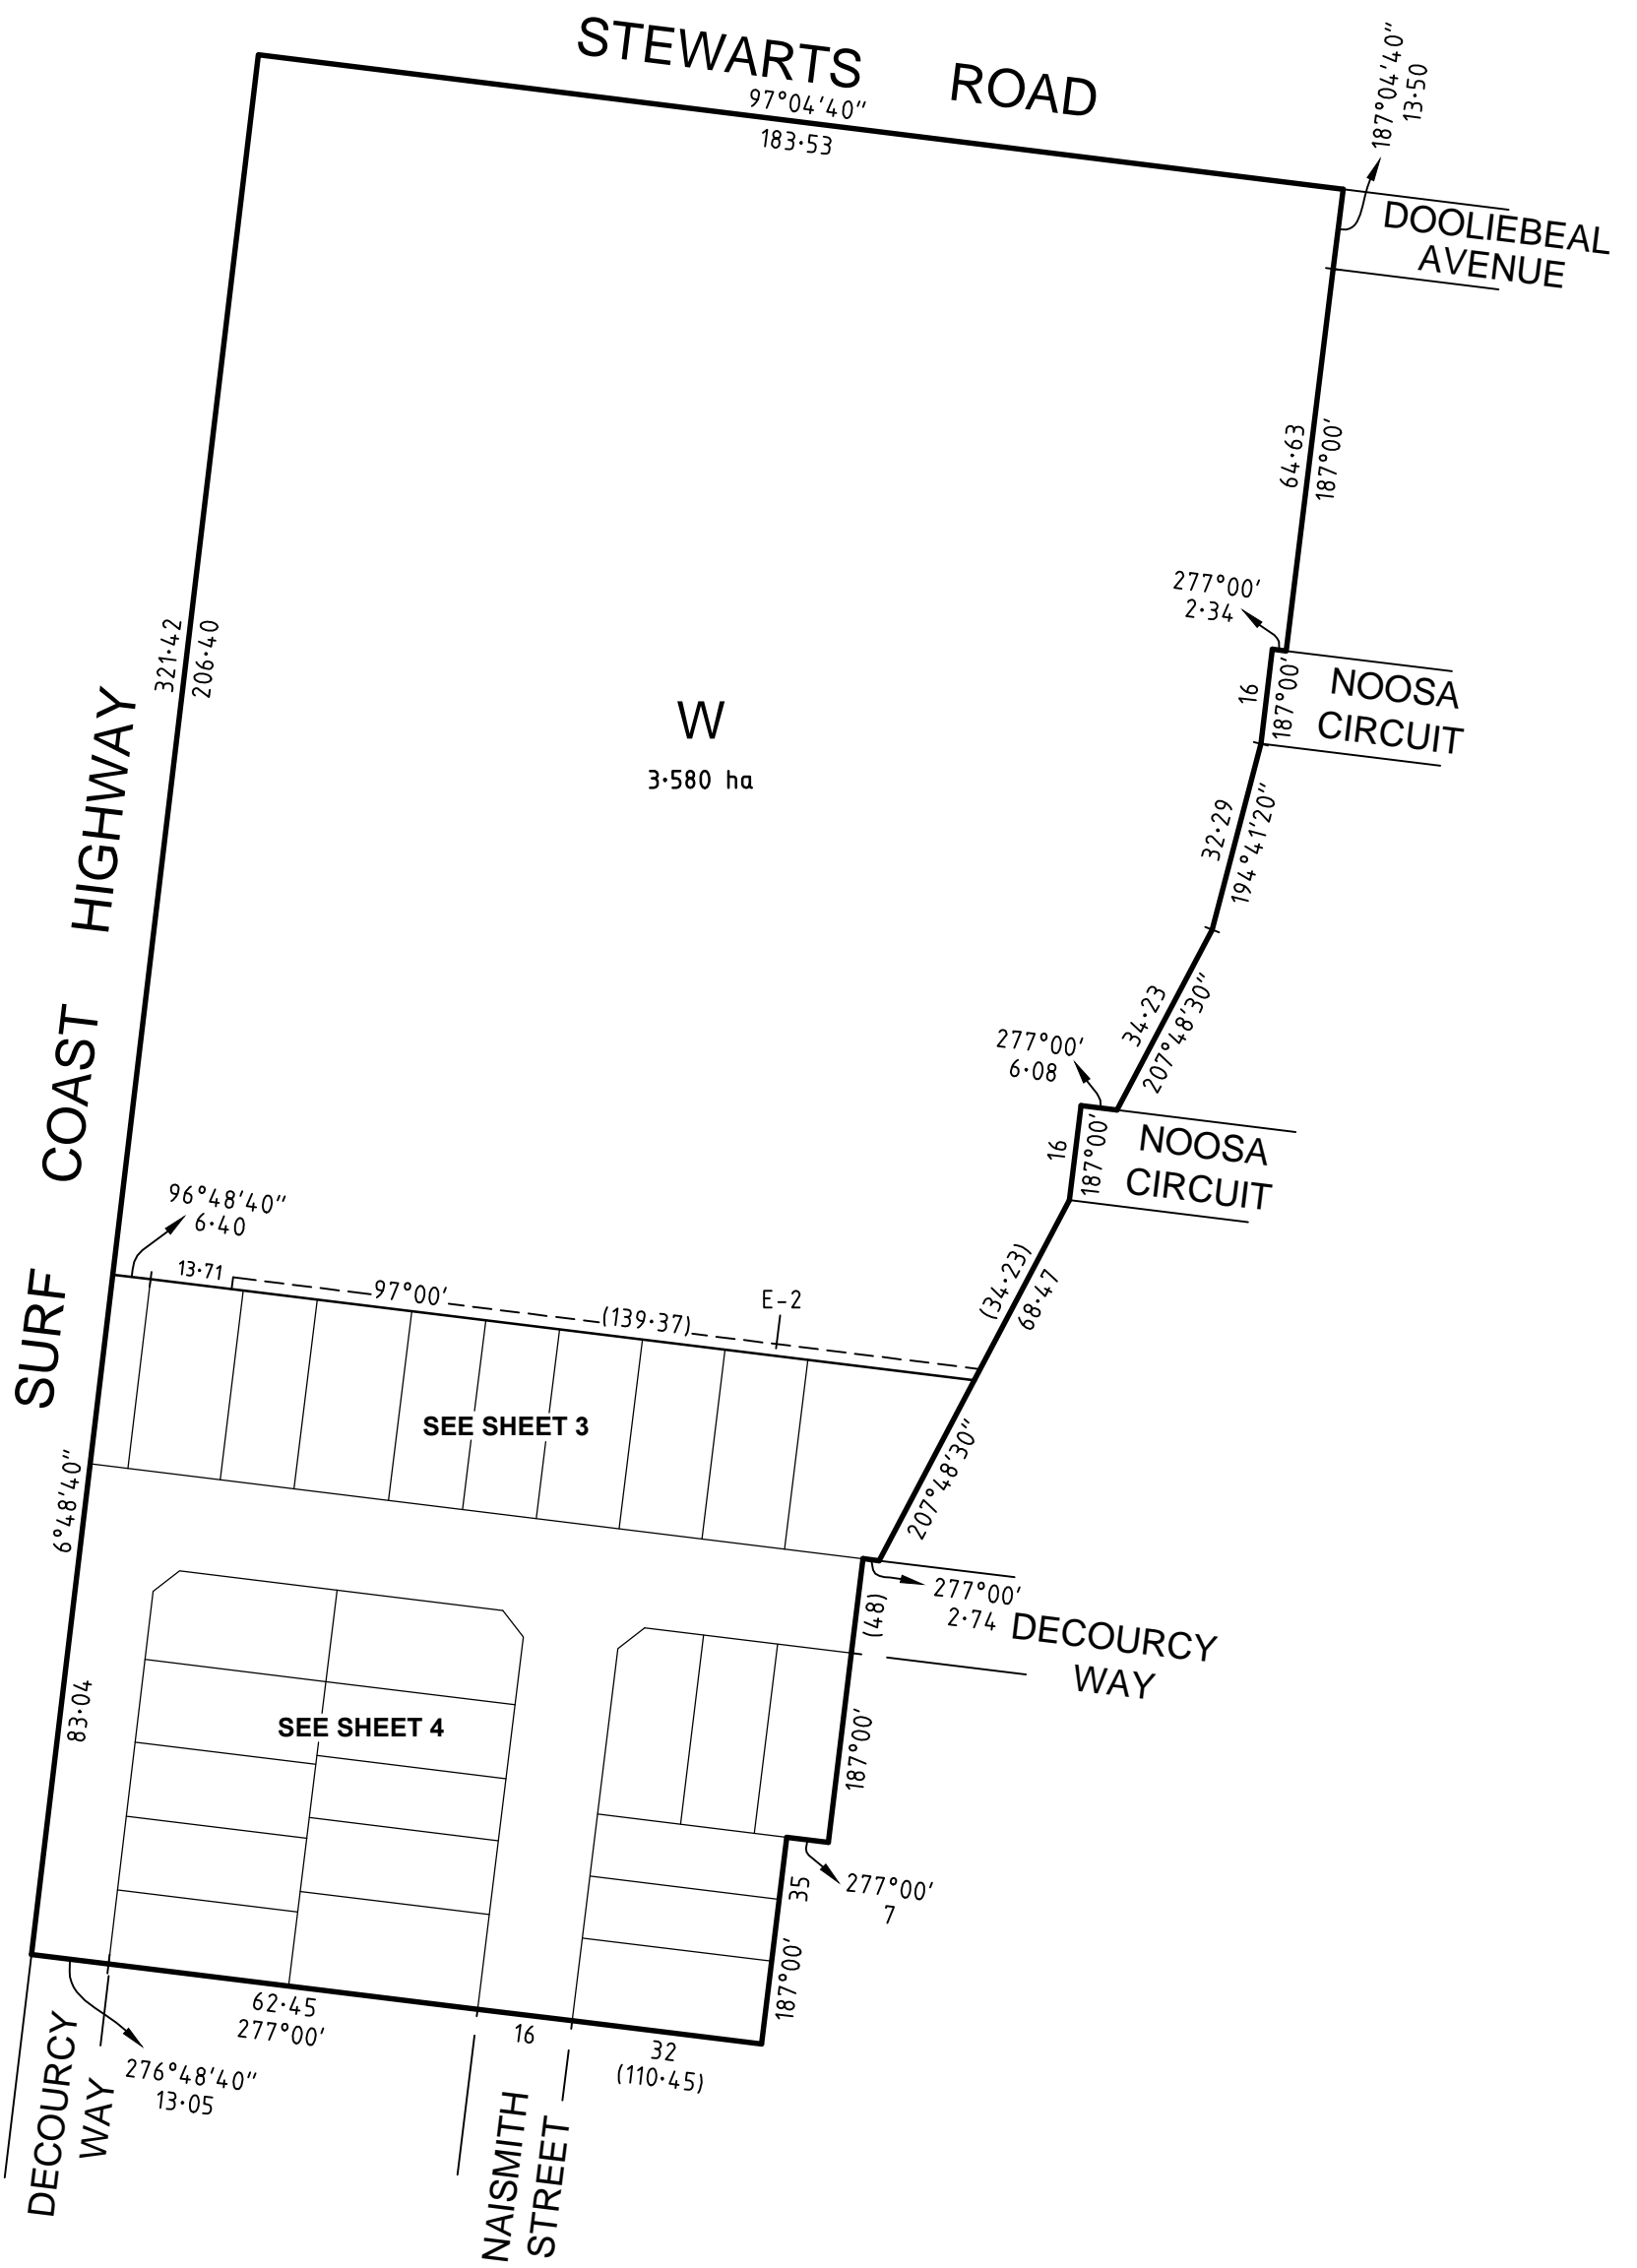 STEWARTS ROAD
97°04'40"
183·53
187°04'40"
13·50
DOOLIEBEAL
AVENUE
64·63
187°00'
277°00'
2·34
16
187°00'
NOOSA
CIRCUIT
321·42
206·40
W
3·580 ha
SURF COAST HIGHWAY
32·29
194°41'20"
34·23
207°48'30"
277°00'
6·08
16
187°00'
NOOSA
CIRCUIT
96°48'40"
6·40
13·71
97°00'
(139·37)
E-2
(34·23)
68·47
207°48'30"
SEE SHEET 3
6°48'40"
83·04
277°00'
2·74
DECOURCY
WAY
(48)
187°00'
SEE SHEET 4
277°00'
7
35
187°00'
62·45
277°00'
16
32
(110·45)
276°48'40"
13·05
DECOURCY
WAY
NAISMITH
STREET